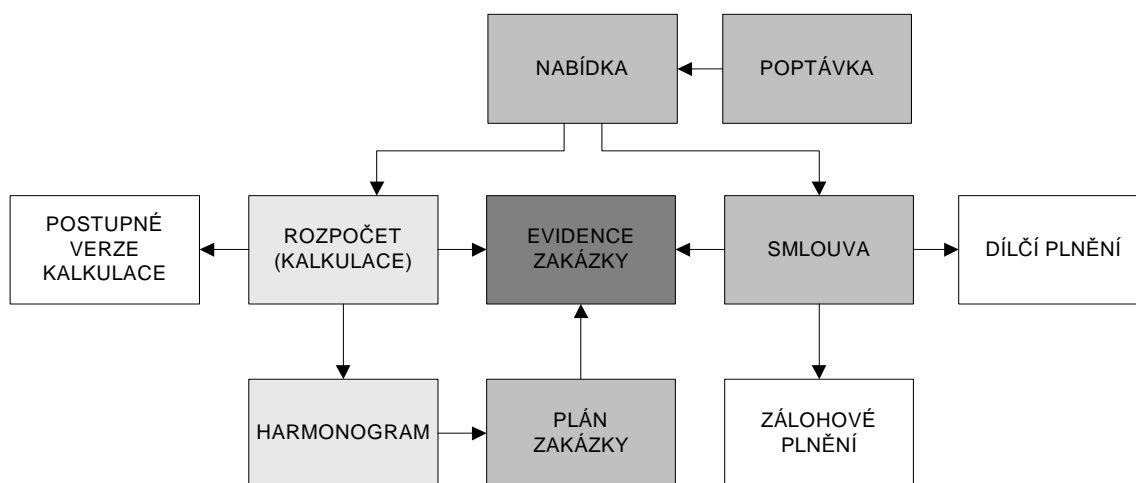 NABÍDKA
POPTÁVKA
POSTUPNÉ
VERZE
KALKULACE
ROZPOČET
(KALKULACE)
EVIDENCE
ZAKÁZKY
SMLOUVA
DÍLČÍ PLNĚNÍ
HARMONOGRAM
PLÁN
ZAKÁZKY
ZÁLOHOVÉ
PLNĚNÍ